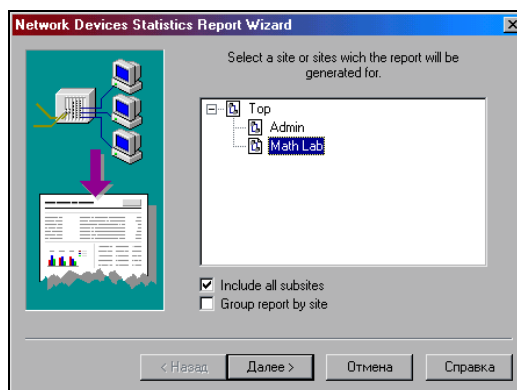 Network Devices Statistics Report Wizard
Select a site or sites wich the report will be
generated for.
Top
Admin
Math Lab
Include all subsites
Group report by site
< Назад
Далее >
Отмена
Справка